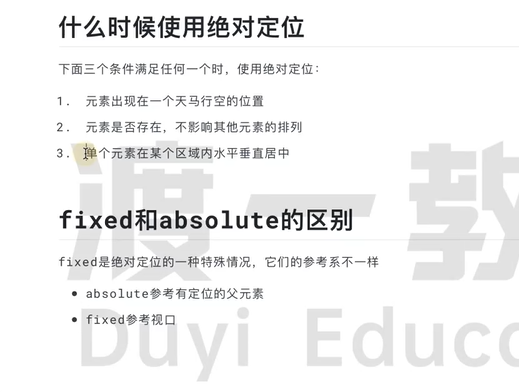 什么时候使用绝对定位
下面三个条件满足任何一个时，使用绝对定位：
1. 元素出现在一个天马行空的位置
2. 元素是否存在，不影响其他元素的排列
3. 单个元素在某个区域内水平垂直居中
fixed和absolute的区别
fixed是绝对定位的一种特殊情况，它们的参考系不一样
• absolute参考有定位的父元素
• fixed参考视口
渡一教
Duyi Educa